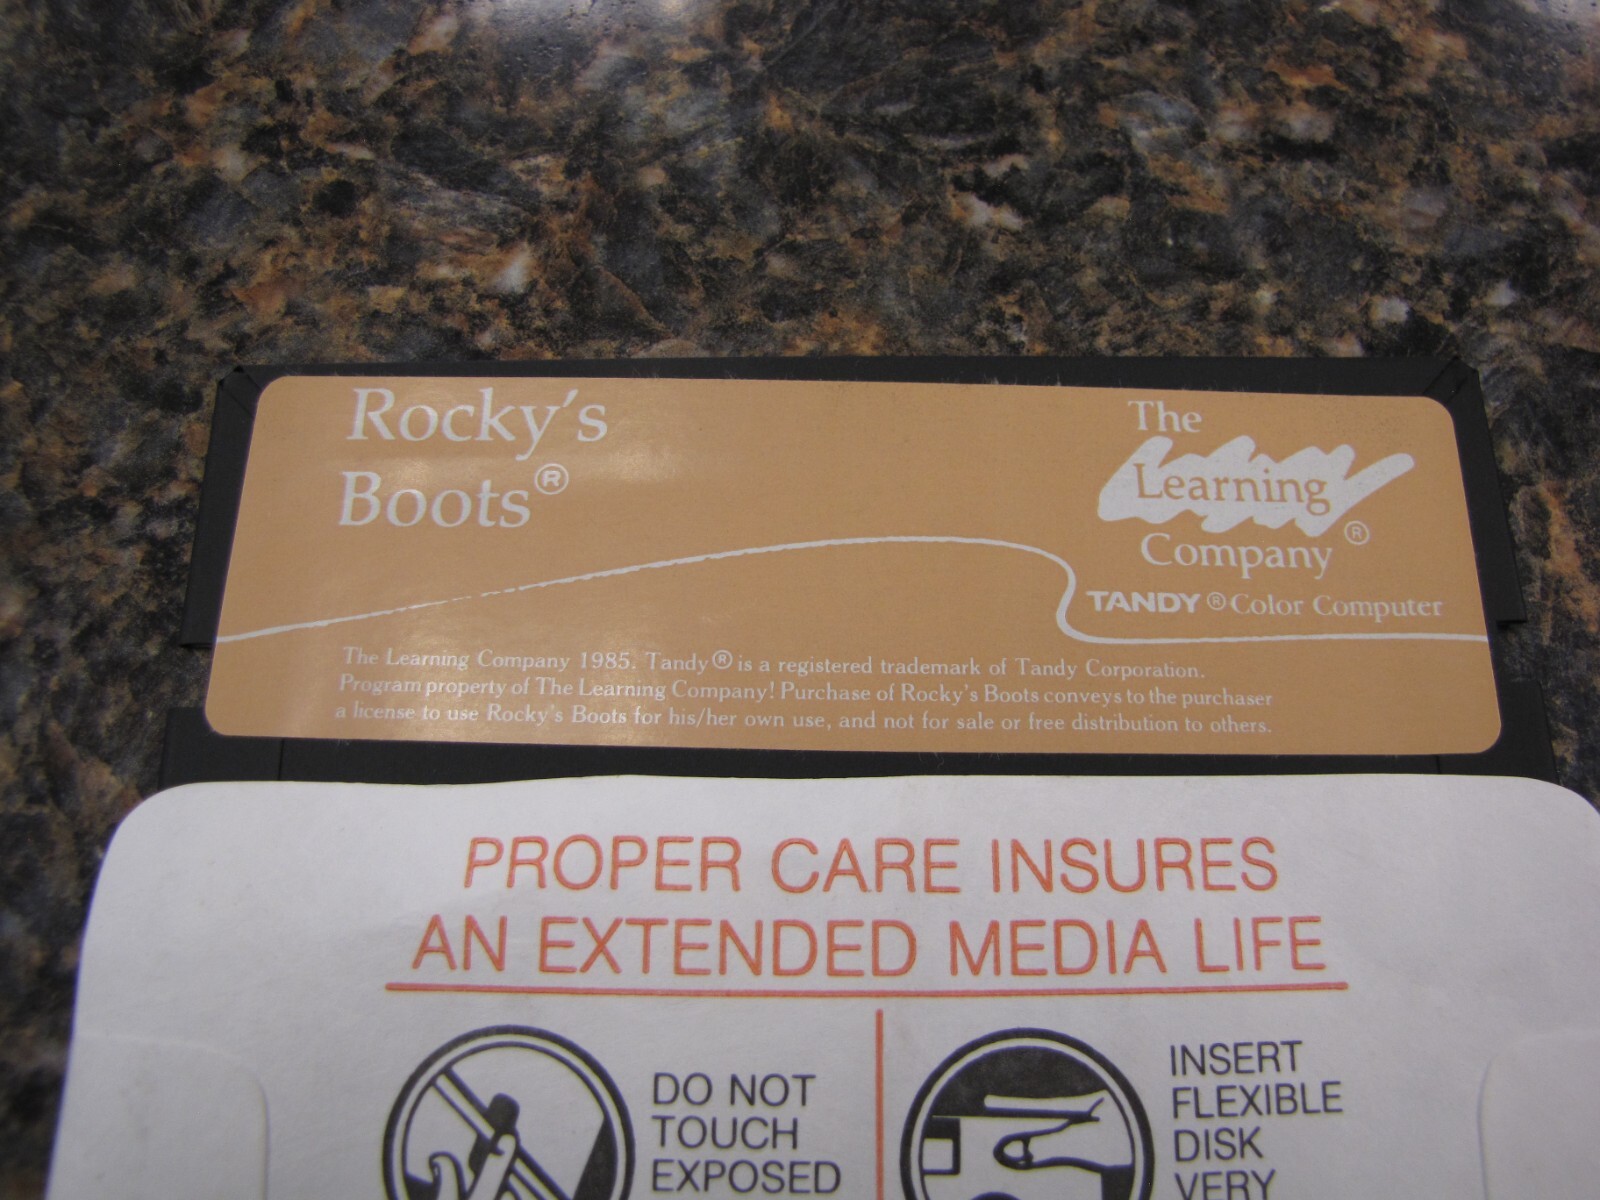 Rocky's
Boots®
The
Learning
Company®
TANDY® Color Computer
The Learning Company 1985. Tandy® is a registered trademark of Tandy Corporation.
Program property of The Learning Company! Purchase of Rocky's Boots conveys to the purchaser
a license to use Rocky's Boots for his/her own use, and not for sale or free distribution to others.
PROPER CARE INSURES
AN EXTENDED MEDIA LIFE
DO NOT
TOUCH
EXPOSED
INSERT
FLEXIBLE
DISK
VERY